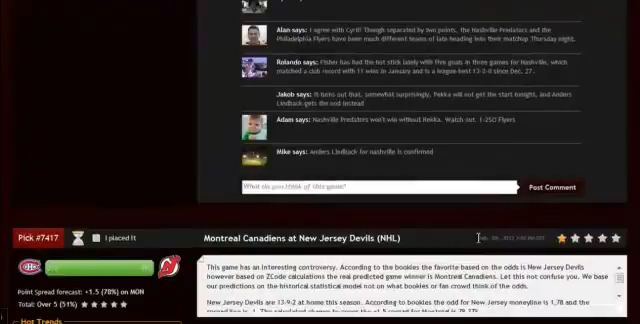 Alan says: I agree with Cyril! Though separated by two points, the Nashville Predators and the
Philadelphia Flyers have been much different teams of late heading into their matchup Thursday night.
Rolando says: Fisher has had the hot stick lately with five goals in three games for Nashville, which
matched a club record with 11 wins in January and is a league-best 13-2-0 since Dec. 27.
Jakob says: It turns out that, somewhat surprisingly, Pekka will not get the start tonight, and Anders
Lindback gets the nod instead
Adam says: Nashville Predators won't win without Rekka. Watch out 1-250 Flyers
Mike says: Anders Lindback for nashville is confirmed
What do you think of this game?
Post Comment
Pick #7417
I placed it
Montreal Canadiens at New Jersey Devils (NHL)
Point Spread forecast: +1.5 (78%) on MON
Total: Over 5 (51%)
This game has an interesting controversy. According to the bookies the favorite based on the odds is New Jersey Devils
however based on ZCode calculations the real predicted game winner is Montreal Canadiens. Let this not confuse you. We base
our predictions on the historical statistical model not on what bookies or fan crowd think of the odds.
New Jersey Devils are 13-9-2 at home this season. According to bookies the odd for New Jersey moneyline is 1.78 and the
Hot Trends